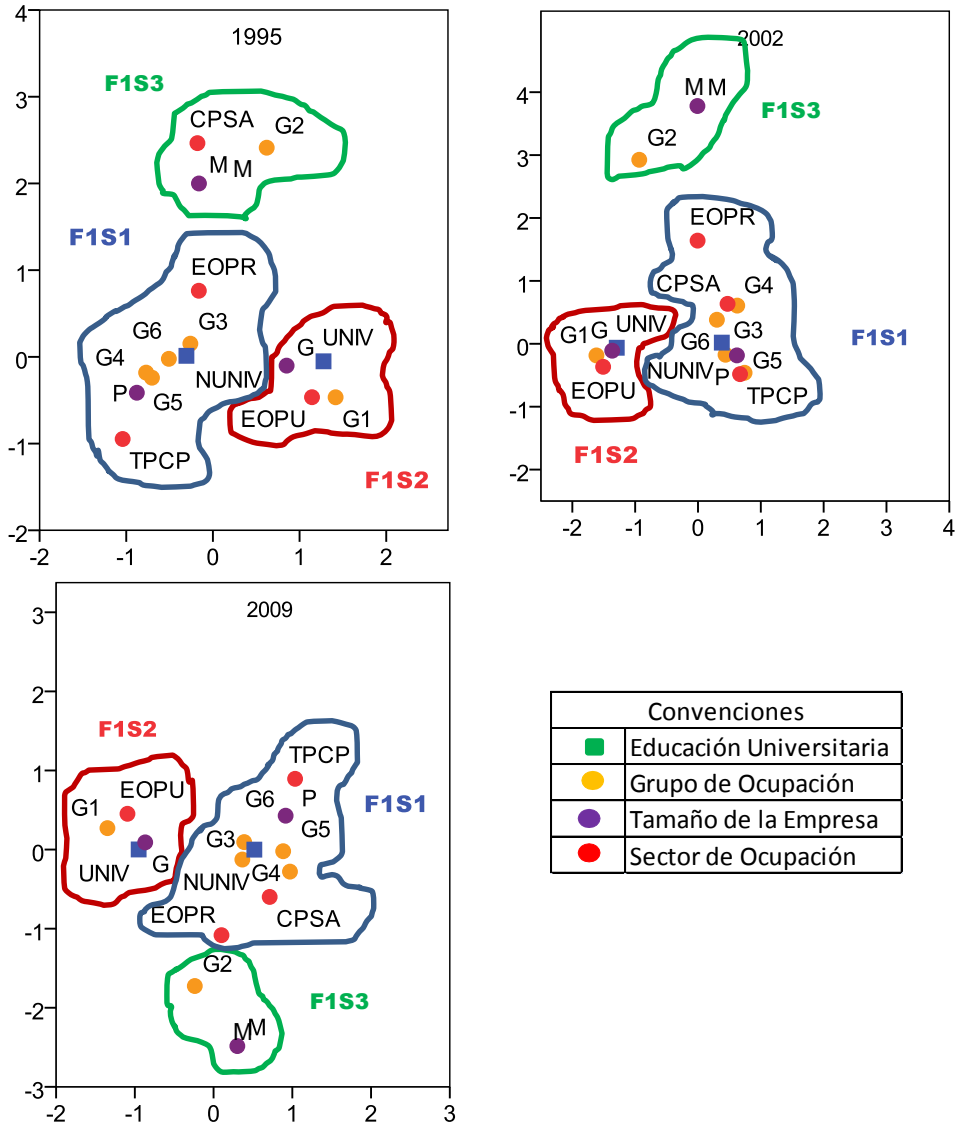 1995
F1S3
CPSA
G2
M M
F1S1
EOPR
G6
G3
G4
NUNIV
P
G5
TPCP
G
UNIV
EOPU
G1
F1S2
4
3
2
1
0
-1
-2
-2
-1
0
1
2
2002
M M
F1S3
G2
EOPR
CPSA
G4
G1
G
UNIV
G6
G3
F1S1
NUNIV
P
G5
EOPU
TPCP
F1S2
4
3
2
1
0
-1
-2
-2
-1
0
1
2
3
4
2009
F1S2
TPCP
EOPU
G1
G6
P
F1S1
G5
G3
UNIV
G
NUNIV
G4
EOPR
CPSA
G2
F1S3
M M
3
2
1
0
-1
-2
-3
-2
-1
0
1
2
3
Convenciones
Educación Universitaria
Grupo de Ocupación
Tamaño de la Empresa
Sector de Ocupación